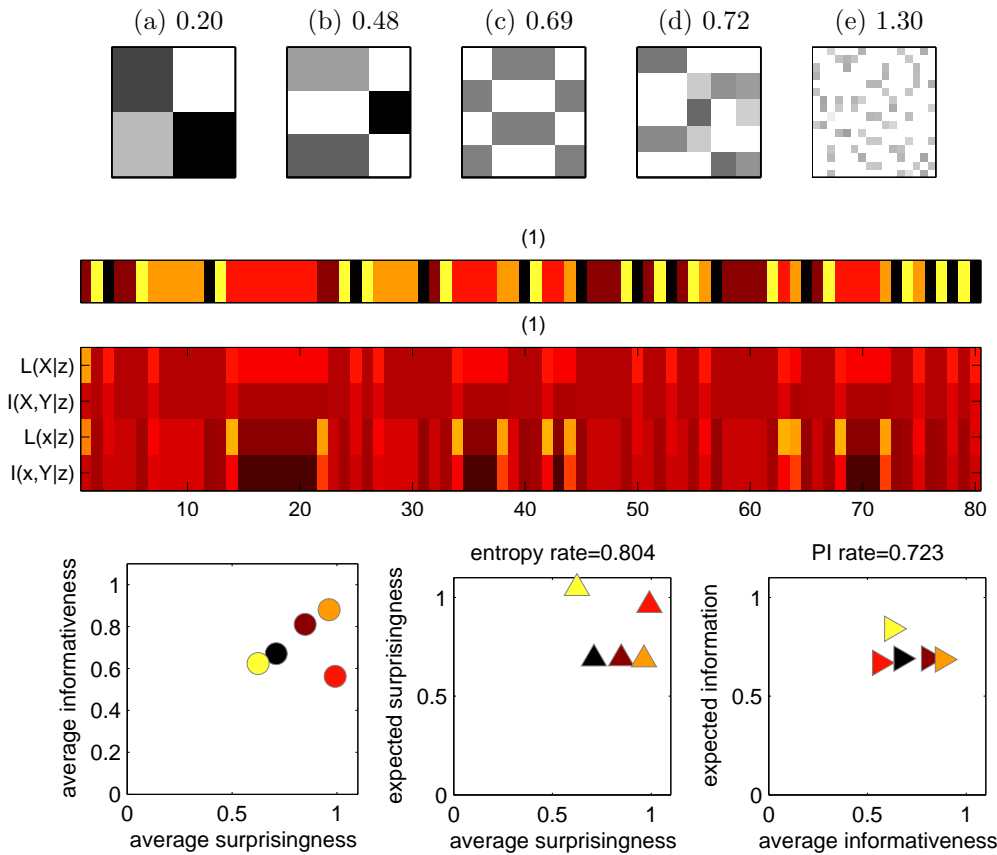 (a) 0.20 (b) 0.48 (c) 0.69 (d) 0.72 (e) 1.30
(1)
(1)
L(X|z)
I(X,Y|z)
L(x|z)
I(x,Y|z)
10 20 30 40 50 60 70 80
entropy rate=0.804
PI rate=0.723
average informativeness
1
0.8
0.6
0.4
0.2
0
0 0.5 1
average surprisingness
expected surprisingness
1
0.5
0
0 0.5 1
average surprisingness
expected information
1
0.5
0
0 0.5 1
average informativeness